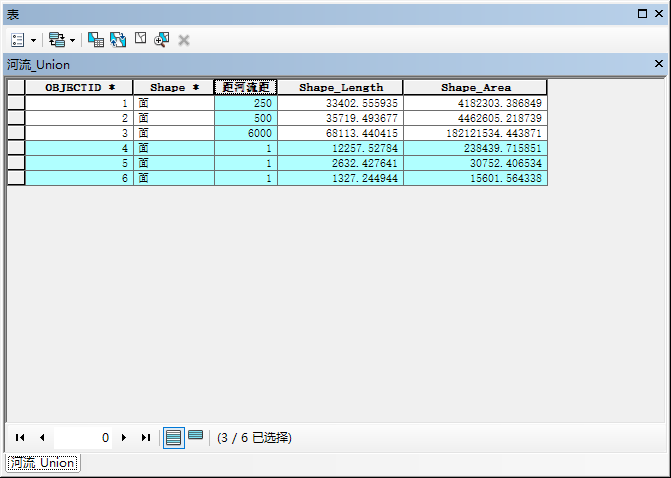 表
河流_Union
OBJECTID * Shape * 距河流距 Shape_Length Shape_Area
1 面 250 33402.555935 4182303.386849
2 面 500 35719.493677 4462605.218739
3 面 6000 68113.440415 182121534.443871
4 面 1 12257.52784 238439.715851
5 面 1 2632.427641 30752.406534
6 面 1 1327.244944 15601.564338
0 (3 / 6 已选择)
河流_Union